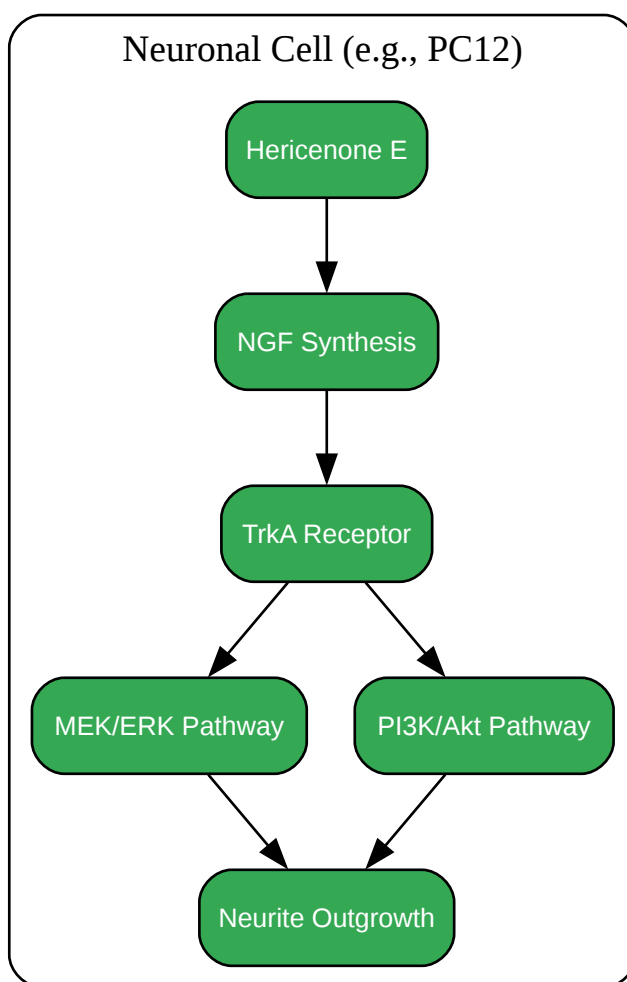 Neuronal Cell (e.g., PC12)
Hericenone E
NGF Synthesis
TrkA Receptor
MEK/ERK Pathway
PI3K/Akt Pathway
Neurite Outgrowth